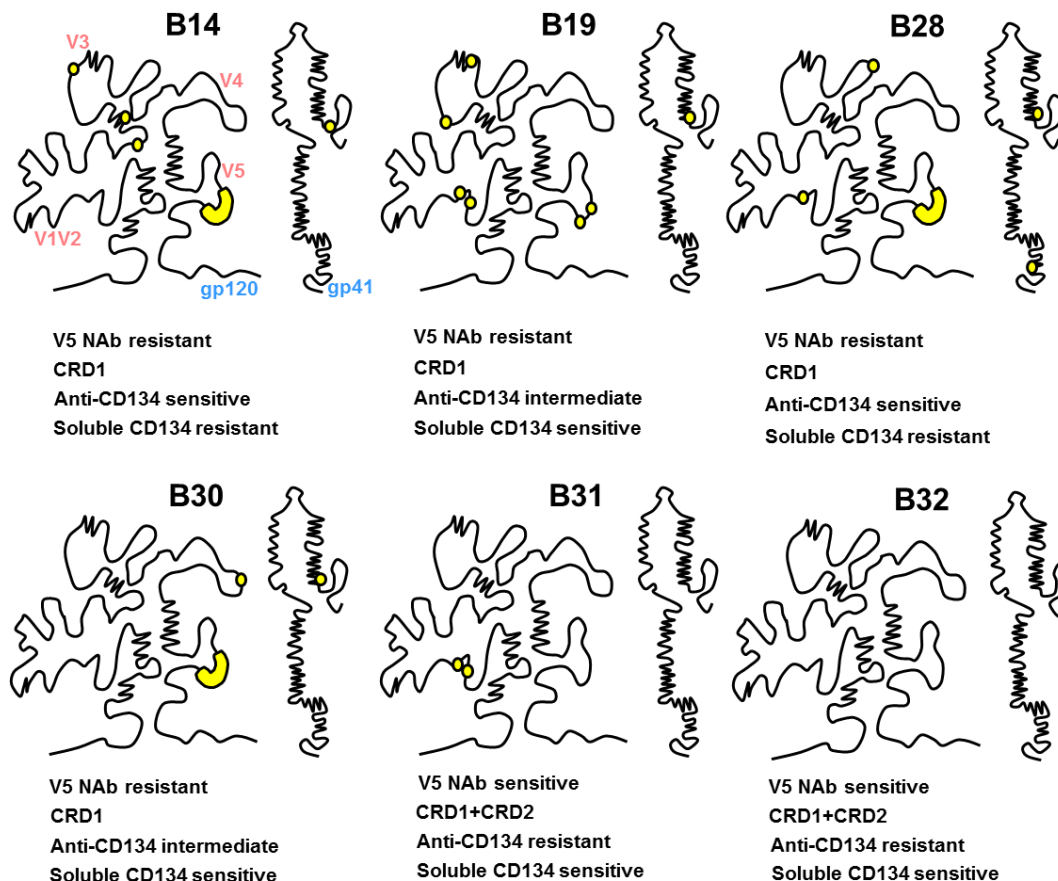 B14
V3
V4
V5
V1V2
gp120
gp41
V5 NAb resistant
CRD1
Anti-CD134 sensitive
Soluble CD134 resistant
B19
V5 NAb resistant
CRD1
Anti-CD134 intermediate
Soluble CD134 sensitive
B28
V5 NAb resistant
CRD1
Anti-CD134 sensitive
Soluble CD134 resistant
B30
V5 NAb resistant
CRD1
Anti-CD134 intermediate
Soluble CD134 sensitive
B31
V5 NAb sensitive
CRD1+CRD2
Anti-CD134 resistant
Soluble CD134 sensitive
B32
V5 NAb sensitive
CRD1+CRD2
Anti-CD134 resistant
Soluble CD134 sensitive